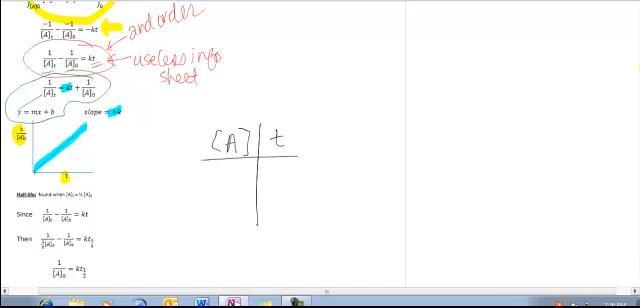 -1/[A]t - -1/[A]0 = -kt
2nd order
1/[A]t - 1/[A]0 = kt
useless info
sheet
1/[A]t = kt + 1/[A]0
y = mx + b slope = +k
1/[A]t
t
[A] t
Half-life: found when [A]t = ½ [A]0
Since 1/[A]t - 1/[A]0 = kt
Then 1/½[A]0 - 1/[A]0 = kt½
1/[A]0 = kt½